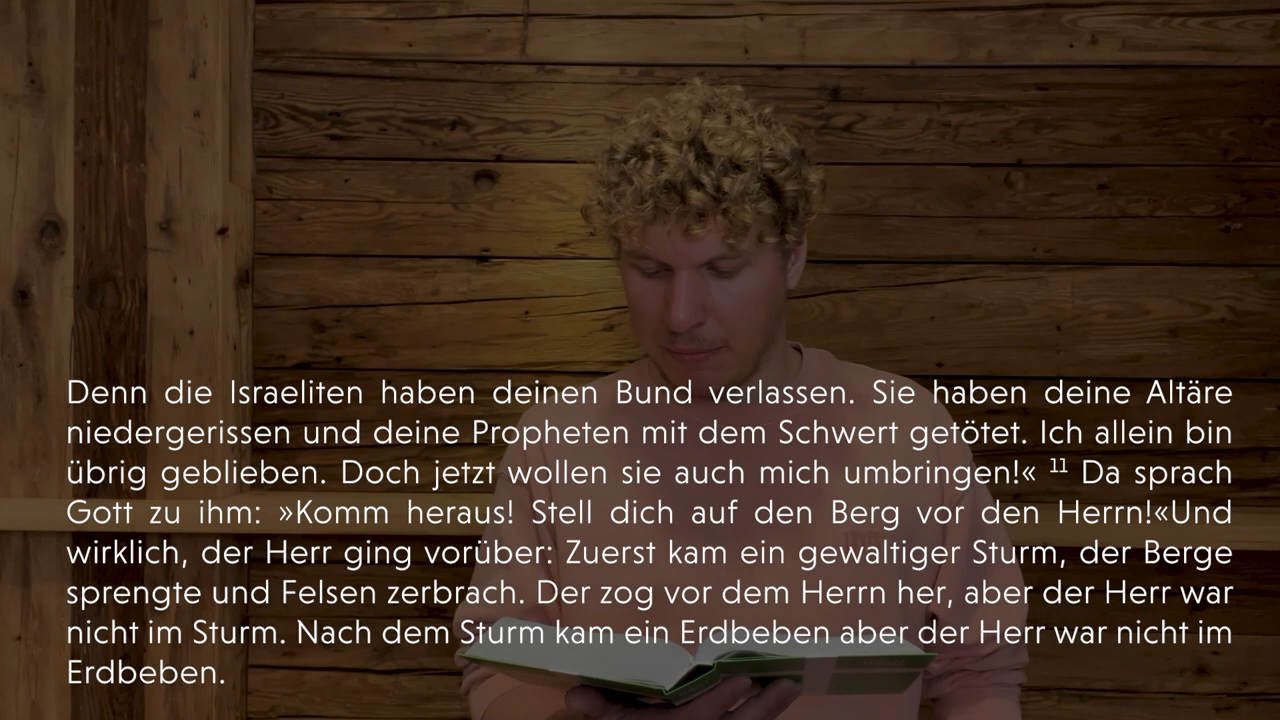 Denn die Israeliten haben deinen Bund verlassen. Sie haben deine Altäre
niedergerissen und deine Propheten mit dem Schwert getötet. Ich allein bin
übrig geblieben. Doch jetzt wollen sie auch mich umbringen!« ¹¹ Da sprach
Gott zu ihm: »Komm heraus! Stell dich auf den Berg vor den Herrn!«Und
wirklich, der Herr ging vorüber: Zuerst kam ein gewaltiger Sturm, der Berge
sprengte und Felsen zerbrach. Der zog vor dem Herrn her, aber der Herr war
nicht im Sturm. Nach dem Sturm kam ein Erdbeben aber der Herr war nicht im
Erdbeben.